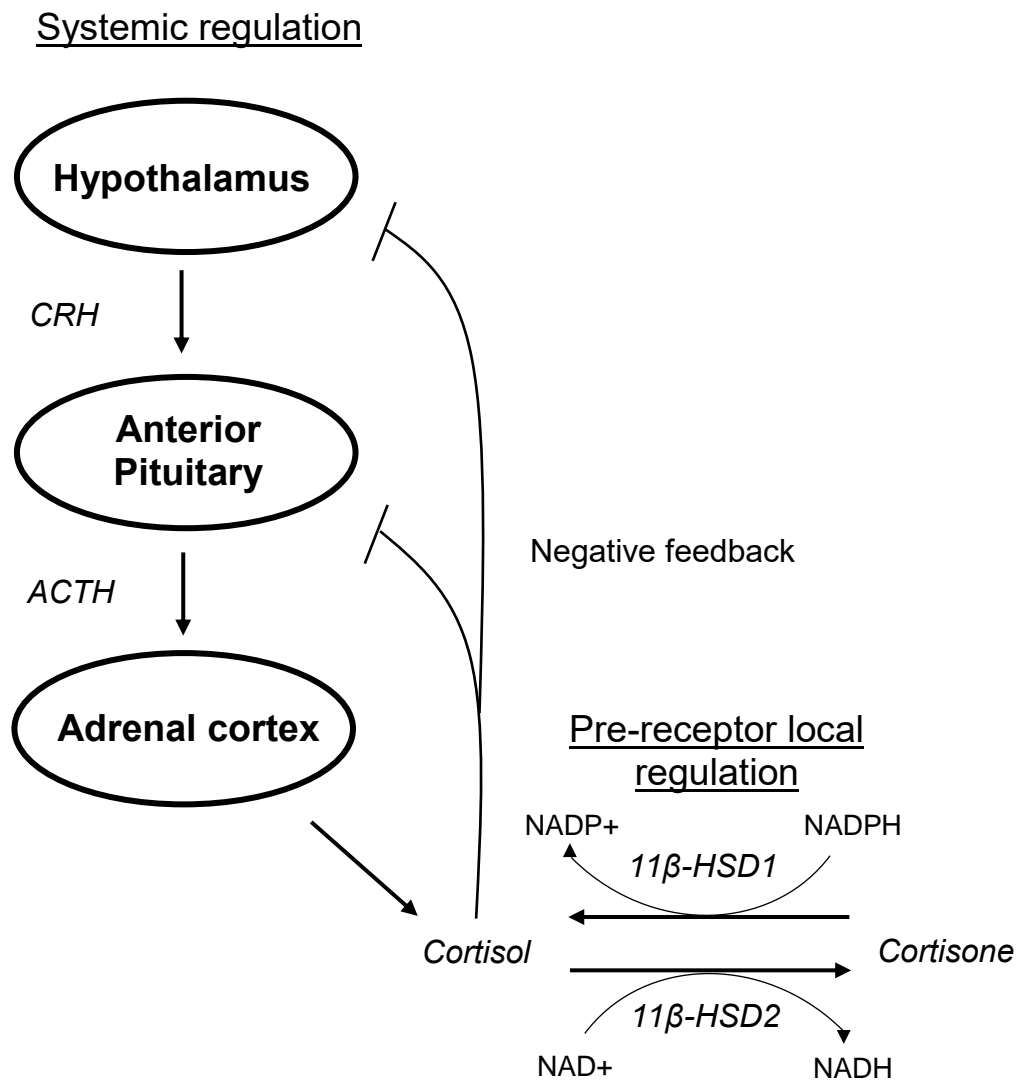 Systemic regulation
Hypothalamus
CRH
Anterior
Pituitary
ACTH
Negative feedback
Adrenal cortex
Pre-receptor local
regulation
NADP+
NADPH
11β-HSD1
Cortisol
Cortisone
11β-HSD2
NAD+
NADH